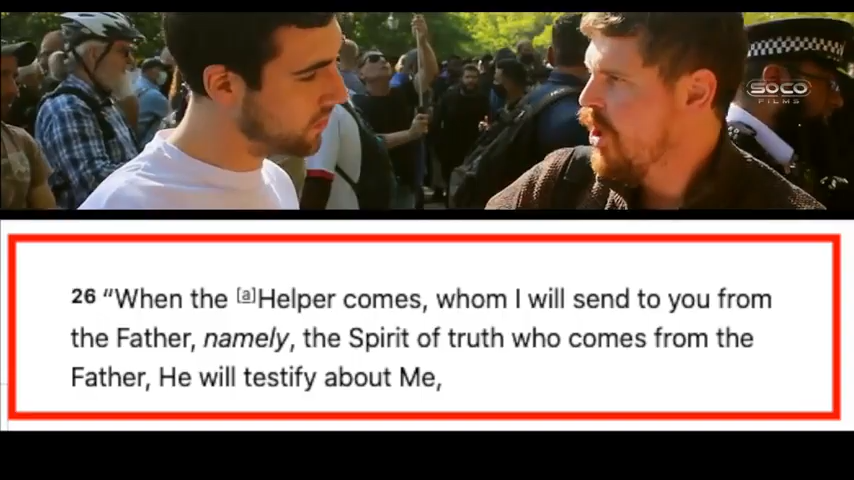 SOCO
FILMS
26 “When the [a]Helper comes, whom I will send to you from
the Father, namely, the Spirit of truth who comes from the
Father, He will testify about Me,